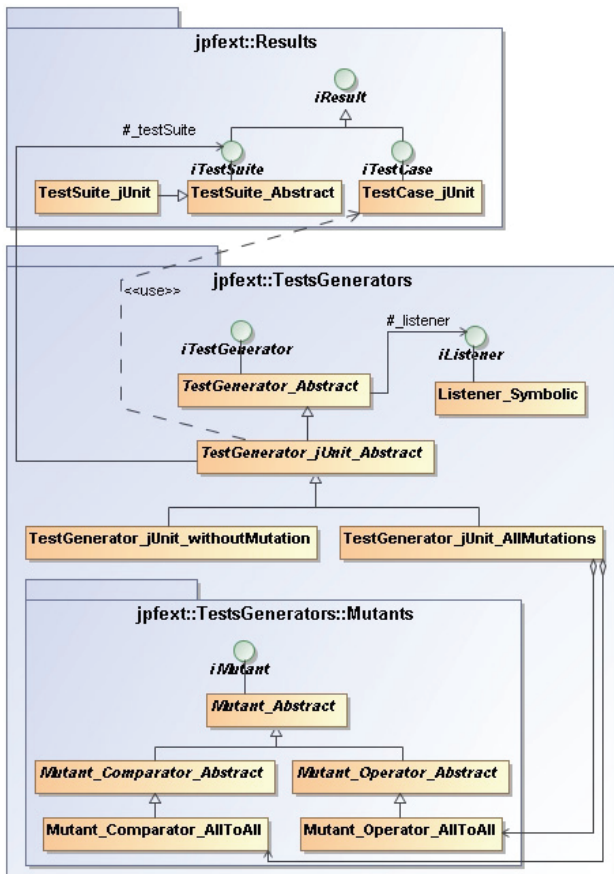 jpfext::Results
iResult
#_testSuite
iTestSuite
iTestCase
TestSuite_jUnit
TestSuite_Abstract
TestCase_jUnit
jpfext::TestsGenerators
<<use>>
#_listener
iTestGenerator
iListener
TestGenerator_Abstract
Listener_Symbolic
TestGenerator_jUnit_Abstract
TestGenerator_jUnit_withoutMutation
TestGenerator_jUnit_AllMutations
jpfext::TestsGenerators::Mutants
iMutant
Mutant_Abstract
Mutant_Comparator_Abstract
Mutant_Operator_Abstract
Mutant_Comparator_AllToAll
Mutant_Operator_AllToAll